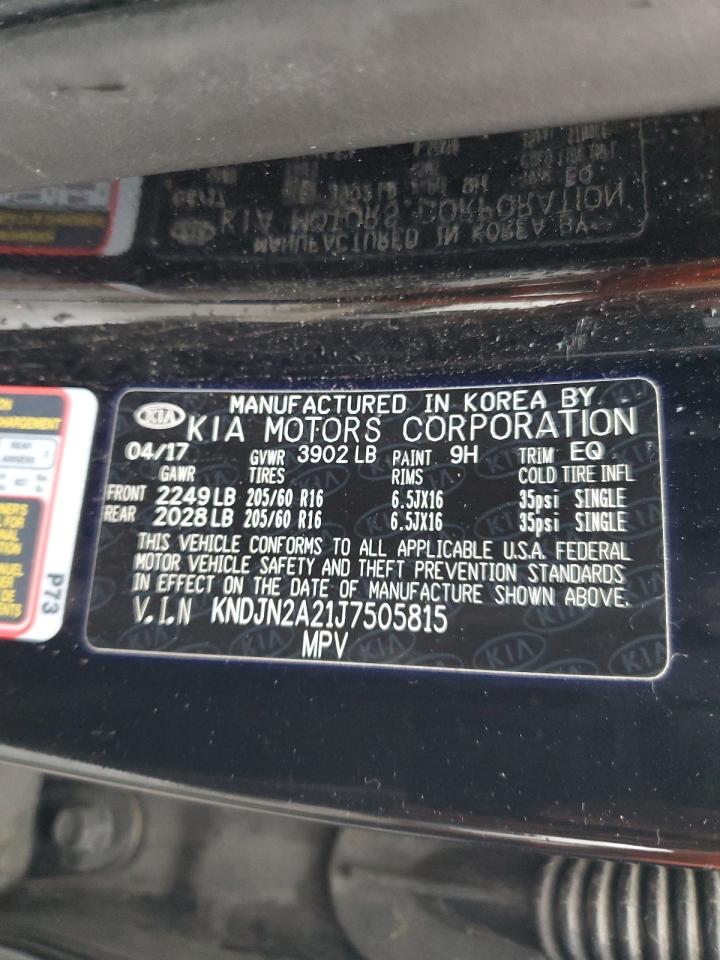 MANUFACTURED IN KOREA BY
KIA KIA MOTORS CORPORATION
04/17 GVWR 3902 LB PAINT 9H TRIM EQ
GAWR TIRES RIMS COLD TIRE INFL
FRONT 2249 LB 205/60 R16 6.5JX16 35psi SINGLE
REAR 2028 LB 205/60 R16 6.5JX16 35psi SINGLE
THIS VEHICLE CONFORMS TO ALL APPLICABLE U.S.A. FEDERAL
MOTOR VEHICLE SAFETY AND THEFT PREVENTION STANDARDS
IN EFFECT ON THE DATE OF MANUFACTURE SHOWN ABOVE.
V.I.N KNDJN2A21J7505815
MPV
P73